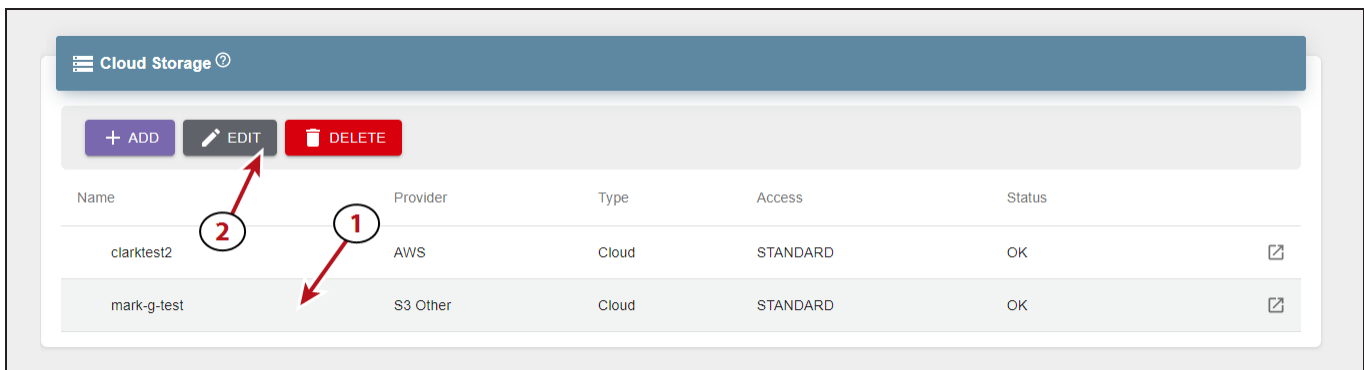 Cloud Storage ?
+ ADD EDIT DELETE
Name Provider Type Access Status
2 1
clarktest2 AWS Cloud STANDARD OK
mark-g-test S3 Other Cloud STANDARD OK